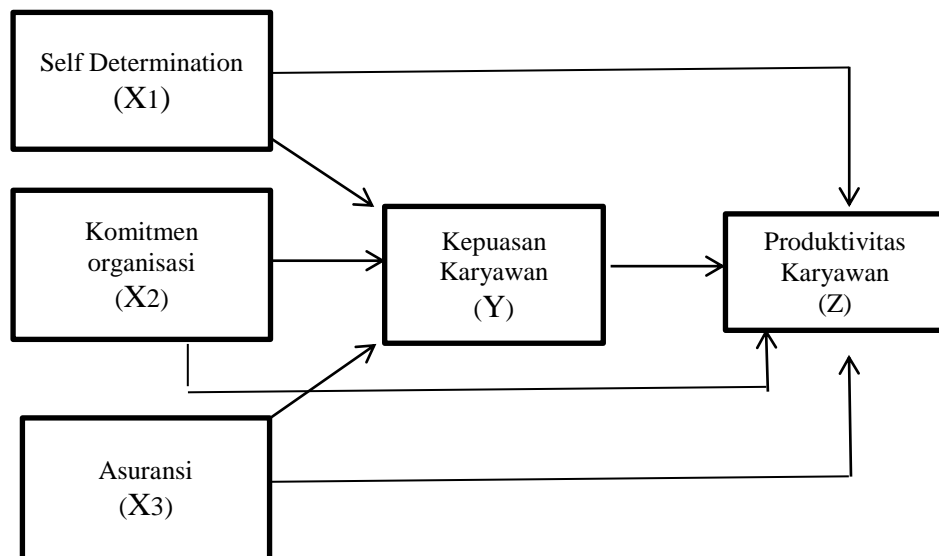 Self Determination
(X1)
Komitmen
organisasi
(X2)
Kepuasan
Karyawan
(Y)
Produktivitas
Karyawan
(Z)
Asuransi
(X3)